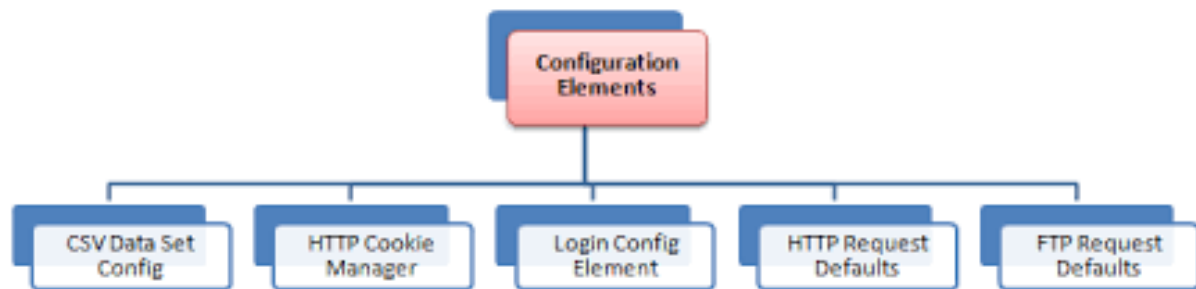 Configuration
Elements
CSV Data Set
Config
HTTP Cookie
Manager
Login Config
Element
HTTP Request
Defaults
FTP Request
Defaults